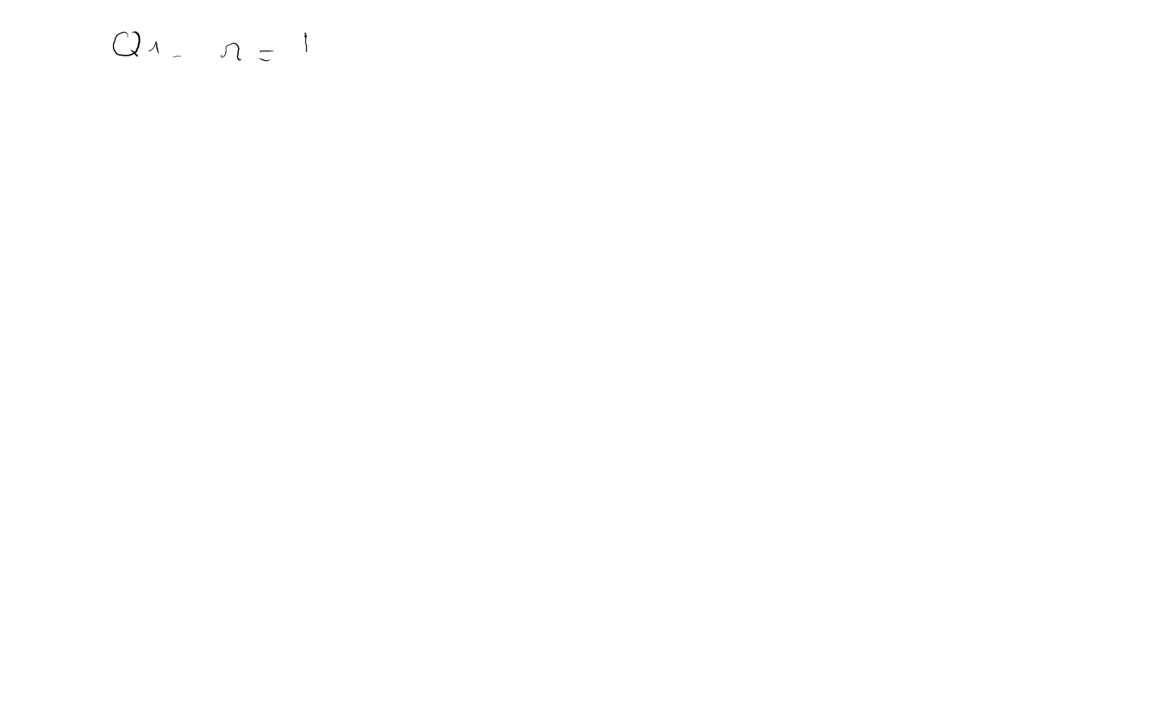 Q1- r = 1